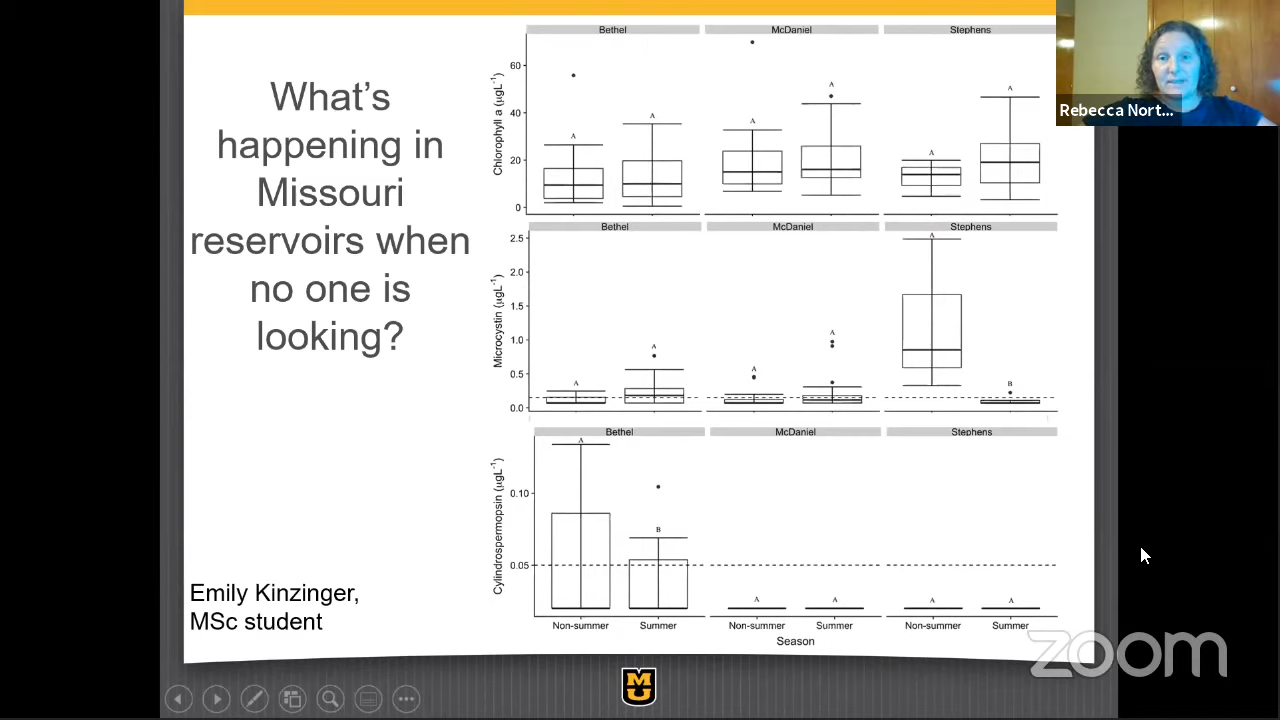 What's
happening in
Missouri
reservoirs when
no one is
looking?
Emily Kinzinger,
MSc student
Bethel
McDaniel
Stephens
Chlorophyll a (µgL⁻¹)
60
40
20
0
A
A
A
A
A
A
Bethel
McDaniel
Stephens
Microcystin (µgL⁻¹)
2.5
2.0
1.5
1.0
0.5
0.0
A
A
A
A
A
B
Bethel
McDaniel
Stephens
Cylindrospermopsin (µgL⁻¹)
0.10
0.05
A
B
A
A
A
A
Non-summer
Summer
Non-summer
Summer
Non-summer
Summer
Season
Rebecca Nort...
MU
zoom